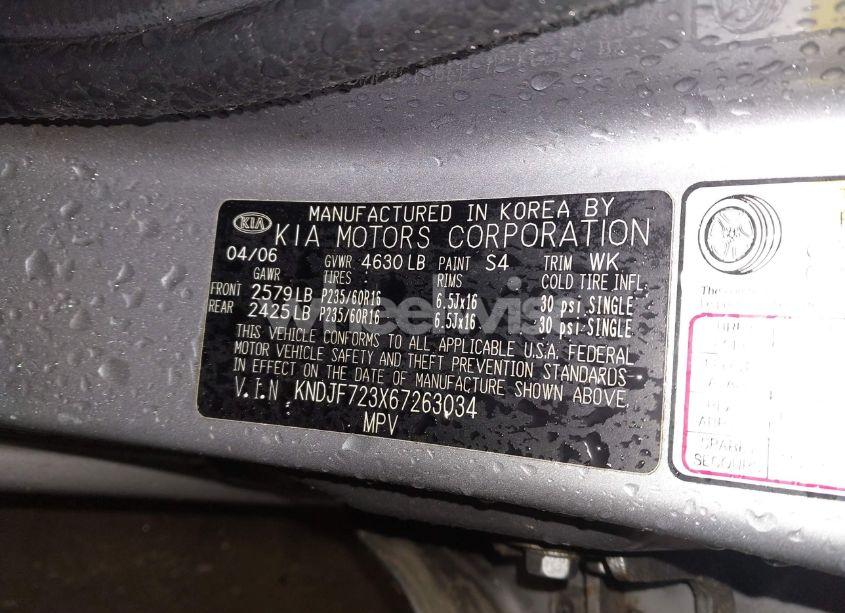 KIA
MANUFACTURED IN KOREA BY
KIA MOTORS CORPORATION
04/06 GVWR 4630 LB PAINT S4 TRIM WK
GAWR TIRES RIMS COLD TIRE INFL.
FRONT 2579 LB P235/60R16 6.5Jx16 30 psi.SINGLE
REAR 2425 LB P235/60R16 6.5Jx16 30 psi.SINGLE
THIS VEHICLE CONFORMS TO ALL APPLICABLE U.S.A. FEDERAL
MOTOR VEHICLE SAFETY AND THEFT PREVENTION STANDARDS
IN EFFECT ON THE DATE OF MANUFACTURE SHOWN ABOVE.
V.I.N KNDJF723X67263034
MPV
SPARE
SECOURS